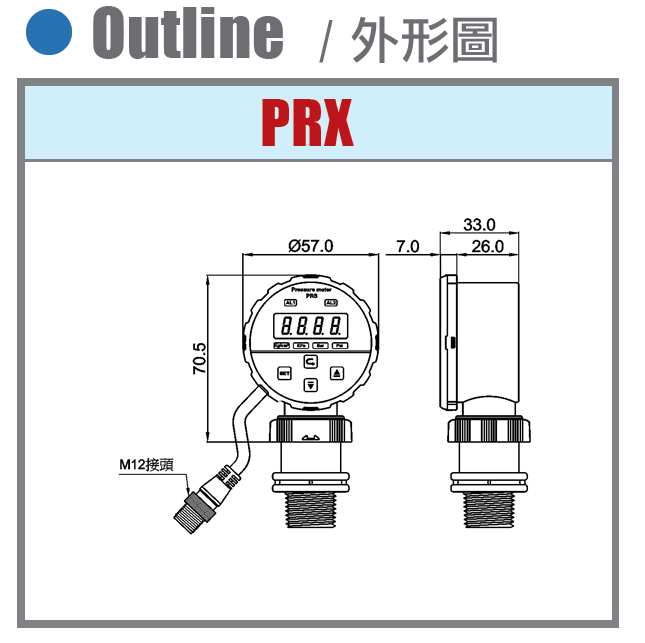 Outline / 外形圖
PRX
33.0
Ø57.0
7.0
26.0
Pressure meter
PRS
AL1
AL2
8.8.8.8.
Kg/cm²
KPa
Bar
Psi
70.5
SET
M12接頭